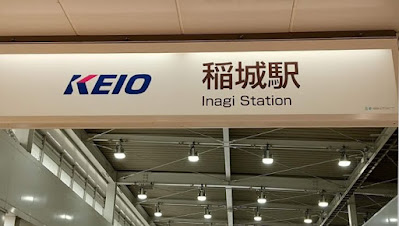 KEIO
稲城駅
Inagi Station